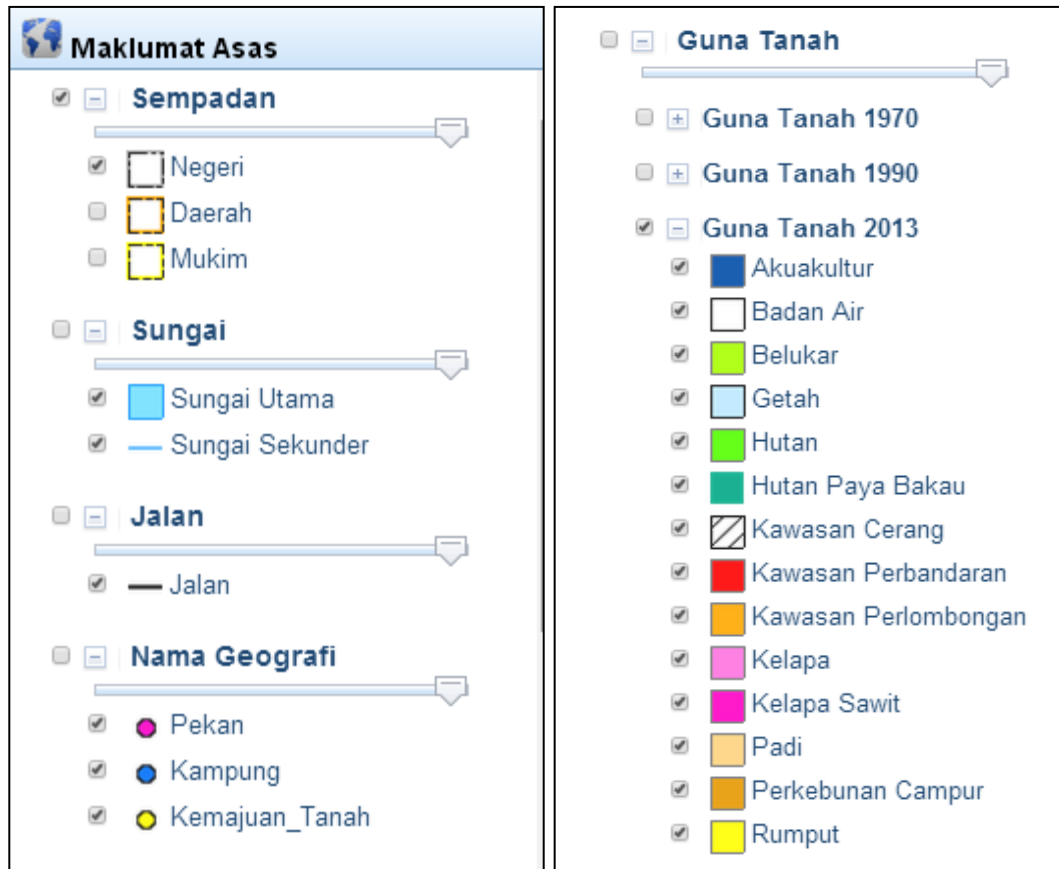 Maklumat Asas
Sempadan
Negeri
Daerah
Mukim
Sungai
Sungai Utama
Sungai Sekunder
Jalan
Jalan
Nama Geografi
Pekan
Kampung
Kemajuan_Tanah
Guna Tanah
Guna Tanah 1970
Guna Tanah 1990
Guna Tanah 2013
Akuakultur
Badan Air
Belukar
Getah
Hutan
Hutan Paya Bakau
Kawasan Cerang
Kawasan Perbandaran
Kawasan Perlombongan
Kelapa
Kelapa Sawit
Padi
Perkebunan Campur
Rumput